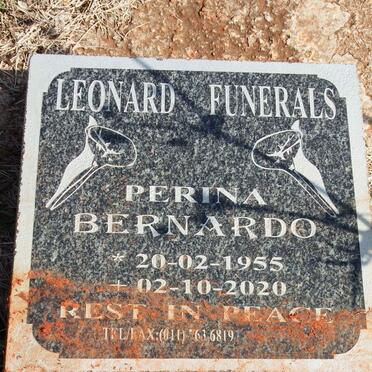 LEONARD FUNERALS
PERINA
BERNARDO
* 20-02-1955
+ 02-10-2020
REST IN PEACE
TEL/FAX:(011)